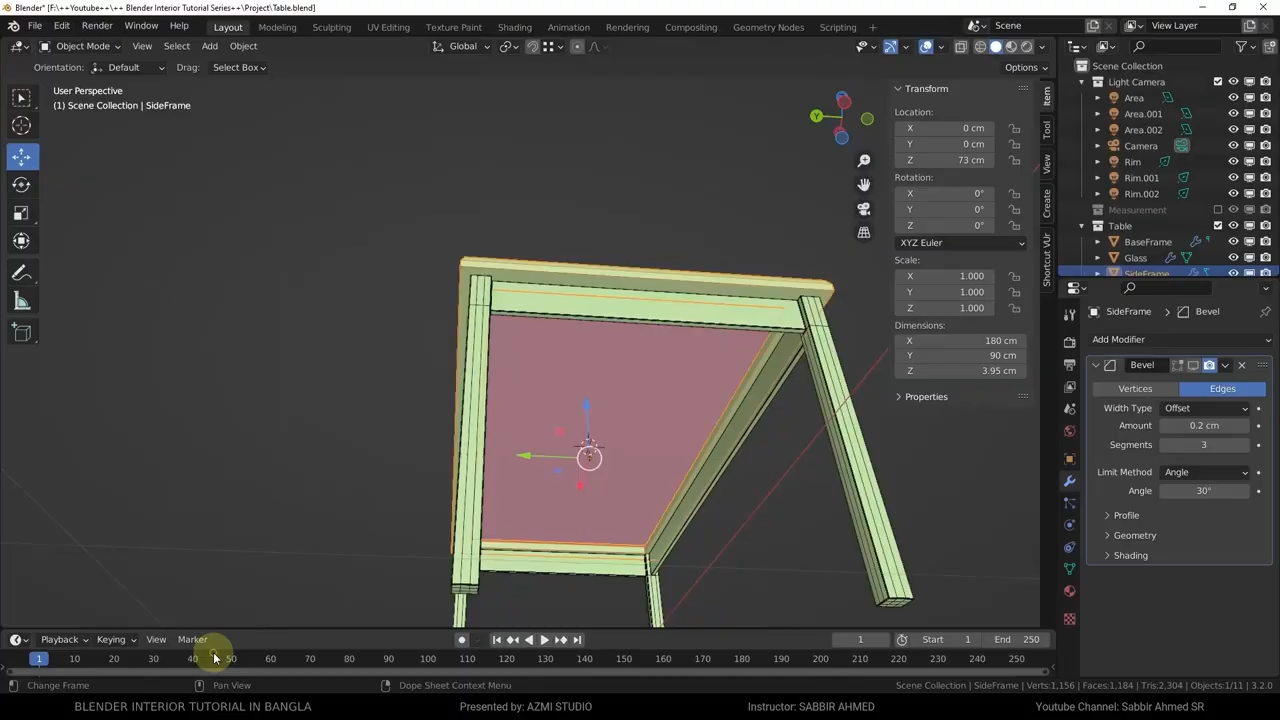 Blender* [F:\++Youtube\++ Blender Interior Tutorial Series++\Project\Table.blend]
File Edit Render Window Help Layout Modeling Sculpting UV Editing Texture Paint Shading Animation Rendering Compositing Geometry Nodes Scripting Scene View Layer
Object Mode View Select Add Object Global
Orientation: Default Drag: Select Box Options
User Perspective
(1) Scene Collection | SideFrame
Transform
Location:
X 0 cm
Y 0 cm
Z 73 cm
Rotation:
X 0°
Y 0°
Z 0°
XYZ Euler
Scale:
X 1.000
Y 1.000
Z 1.000
Dimensions:
X 180 cm
Y 90 cm
Z 3.95 cm
Properties
Item
Tool
View
Create
Shortcut VUr
Y
Scene Collection
Light Camera
Area
Area.001
Area.002
Camera
Rim
Rim.001
Rim.002
Measurement
Table
BaseFrame
Glass
SideFrame
SideFrame > Bevel
Add Modifier
Bevel
Vertices Edges
Width Type Offset
Amount 0.2 cm
Segments 3
Limit Method Angle
Angle 30°
Profile
Geometry
Shading
Playback Keying View Marker 1 Start 1 End 250
1 10 20 30 40 50 60 70 80 90 100 110 120 130 140 150 160 170 180 190 200 210 220 230 240 250
Change Frame Pan View Dope Sheet Context Menu Scene Collection | SideFrame | Verts:1,156 | Faces:1,184 | Tris:2,304 | Objects:1/11 | 3.2.0
BLENDER INTERIOR TUTORIAL IN BANGLA Presented by: AZMI STUDIO Instructor: SABBIR AHMED Youtube Channel: Sabbir Ahmed SR